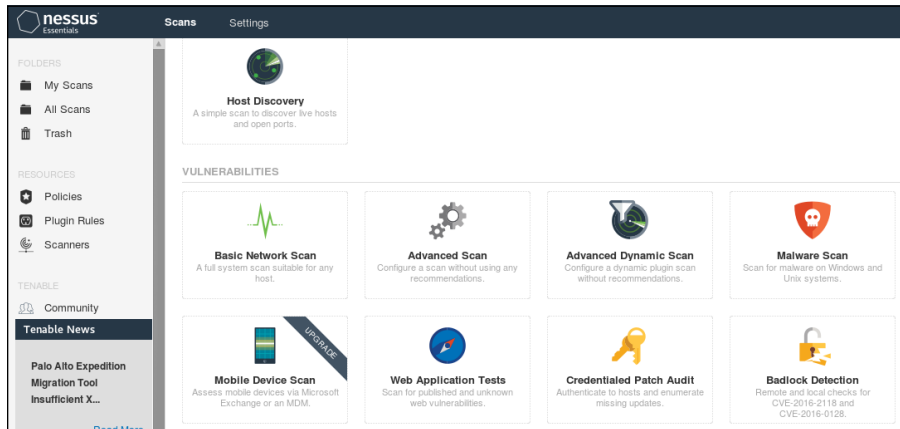 nessus
Essentials
Scans
Settings
FOLDERS
My Scans
All Scans
Trash
RESOURCES
Policies
Plugin Rules
Scanners
TENABLE
Community
Tenable News
Palo Alto Expedition
Migration Tool
Insufficient X...
Read More
Host Discovery
A simple scan to discover live hosts
and open ports.
VULNERABILITIES
Basic Network Scan
A full system scan suitable for any
host.
Advanced Scan
Configure a scan without using any
recommendations.
Advanced Dynamic Scan
Configure a dynamic plugin scan
without recommendations.
Malware Scan
Scan for malware on Windows and
Unix systems.
UPGRADE
Mobile Device Scan
Assess mobile devices via Microsoft
Exchange or an MDM.
Web Application Tests
Scan for published and unknown
web vulnerabilities.
Credentialed Patch Audit
Authenticate to hosts and enumerate
missing updates.
Badlock Detection
Remote and local checks for
CVE-2016-2118 and
CVE-2016-0128.